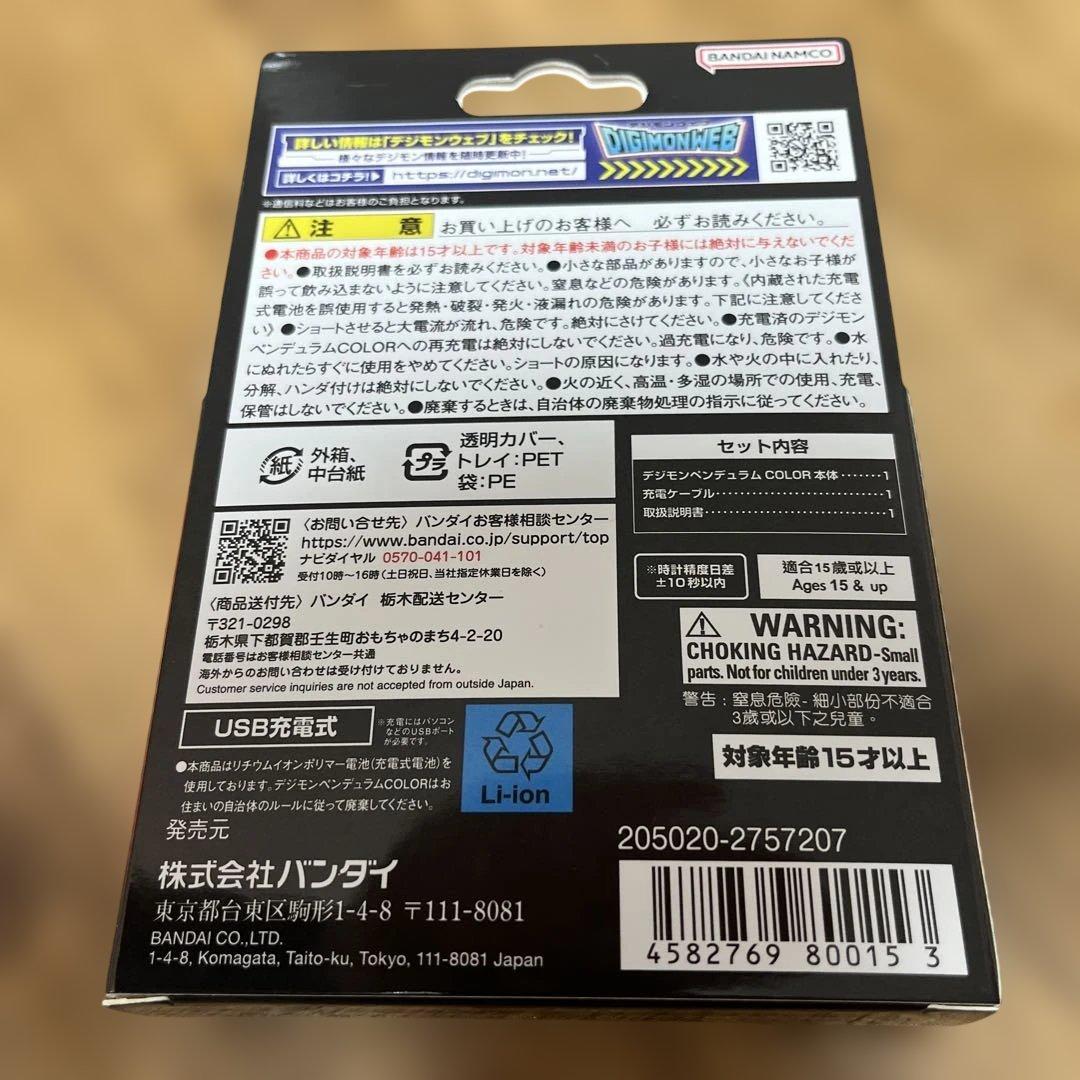 BANDAI NAMCO
詳しい情報は「デジモンウェブ」をチェック!
様々なデジモン情報を随時更新中!
詳しくはコチラ!▶ https://digimon.net/
DIGIMONWEB
※通信料などはお客様のご負担となります。
⚠注 意 お買い上げのお客様へ 必ずお読みください。
●本商品の対象年齢は15才以上です。対象年齢未満のお子様には絶対に与えないでくだ
さい。●取扱説明書を必ずお読みください。●小さな部品がありますので、小さなお子様が
誤って飲み込まないように注意してください。窒息などの危険があります。《内蔵された充電
式電池を誤使用すると発熱・破裂・発火・液漏れの危険があります。下記に注意してくださ
い》●ショートさせると大電流が流れ、危険です。絶対にさけてください。●充電済のデジモン
ペンデュラムCOLORへの再充電は絶対にしないでください。過充電になり、危険です。●水
にぬれたらすぐに使用をやめてください。ショートの原因になります。●水や火の中に入れたり、
分解、ハンダ付けは絶対にしないでください。●火の近く、高温・多湿の場所での使用、充電、
保管はしないでください。●廃棄するときは、自治体の廃棄物処理の指示に従ってください。
紙 外箱、
中台紙
プラ 透明カバー、
トレイ:PET
袋:PE
セット内容
デジモンペンデュラム COLOR 本体・・・・・・・1
充電ケーブル・・・・・・・・・・・・・・・・・・・・・・・・・1
取扱説明書・・・・・・・・・・・・・・・・・・・・・・・・・・・1
〈お問い合せ先〉バンダイお客様相談センター
https://www.bandai.co.jp/support/top
ナビダイヤル 0570-041-101
受付10時〜16時(土日祝日、当社指定休業日を除く)
〈商品送付先〉バンダイ 栃木配送センター
〒321-0298
栃木県下都賀郡壬生町おもちゃのまち4-2-20
電話番号はお客様相談センター共通
海外からのお問い合わせは受け付けておりません。
Customer service inquiries are not accepted from outside Japan.
※時計精度日差
±10秒以内
適合15歲或以上
Ages 15 & up
⚠ WARNING:
CHOKING HAZARD-Small
parts. Not for children under 3 years.
警告：窒息危險- 細小部份不適合
3歲或以下之兒童。
対象年齢15才以上
USB充電式
※充電にはパソコン
などのUSBポート
が必要です。
●本商品はリチウムイオンポリマー電池(充電式電池)を
使用しております。デジモンペンデュラムCOLORはお
住まいの自治体のルールに従って廃棄してください。
Li-ion
発売元
株式会社バンダイ
東京都台東区駒形1-4-8 〒111-8081
BANDAI CO.,LTD.
1-4-8, Komagata, Taito-ku, Tokyo, 111-8081 Japan
205020-2757207
4582769 80015 3